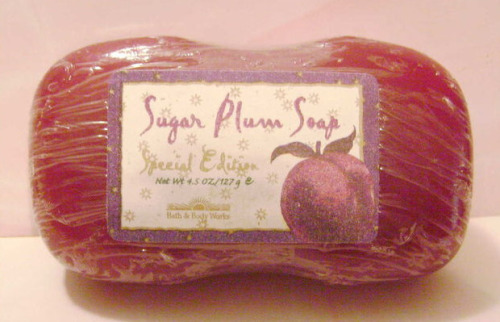 Sugar Plum Soap
Special Edition
Net Wt 4.5 OZ/127 g e
Bath & Body Works